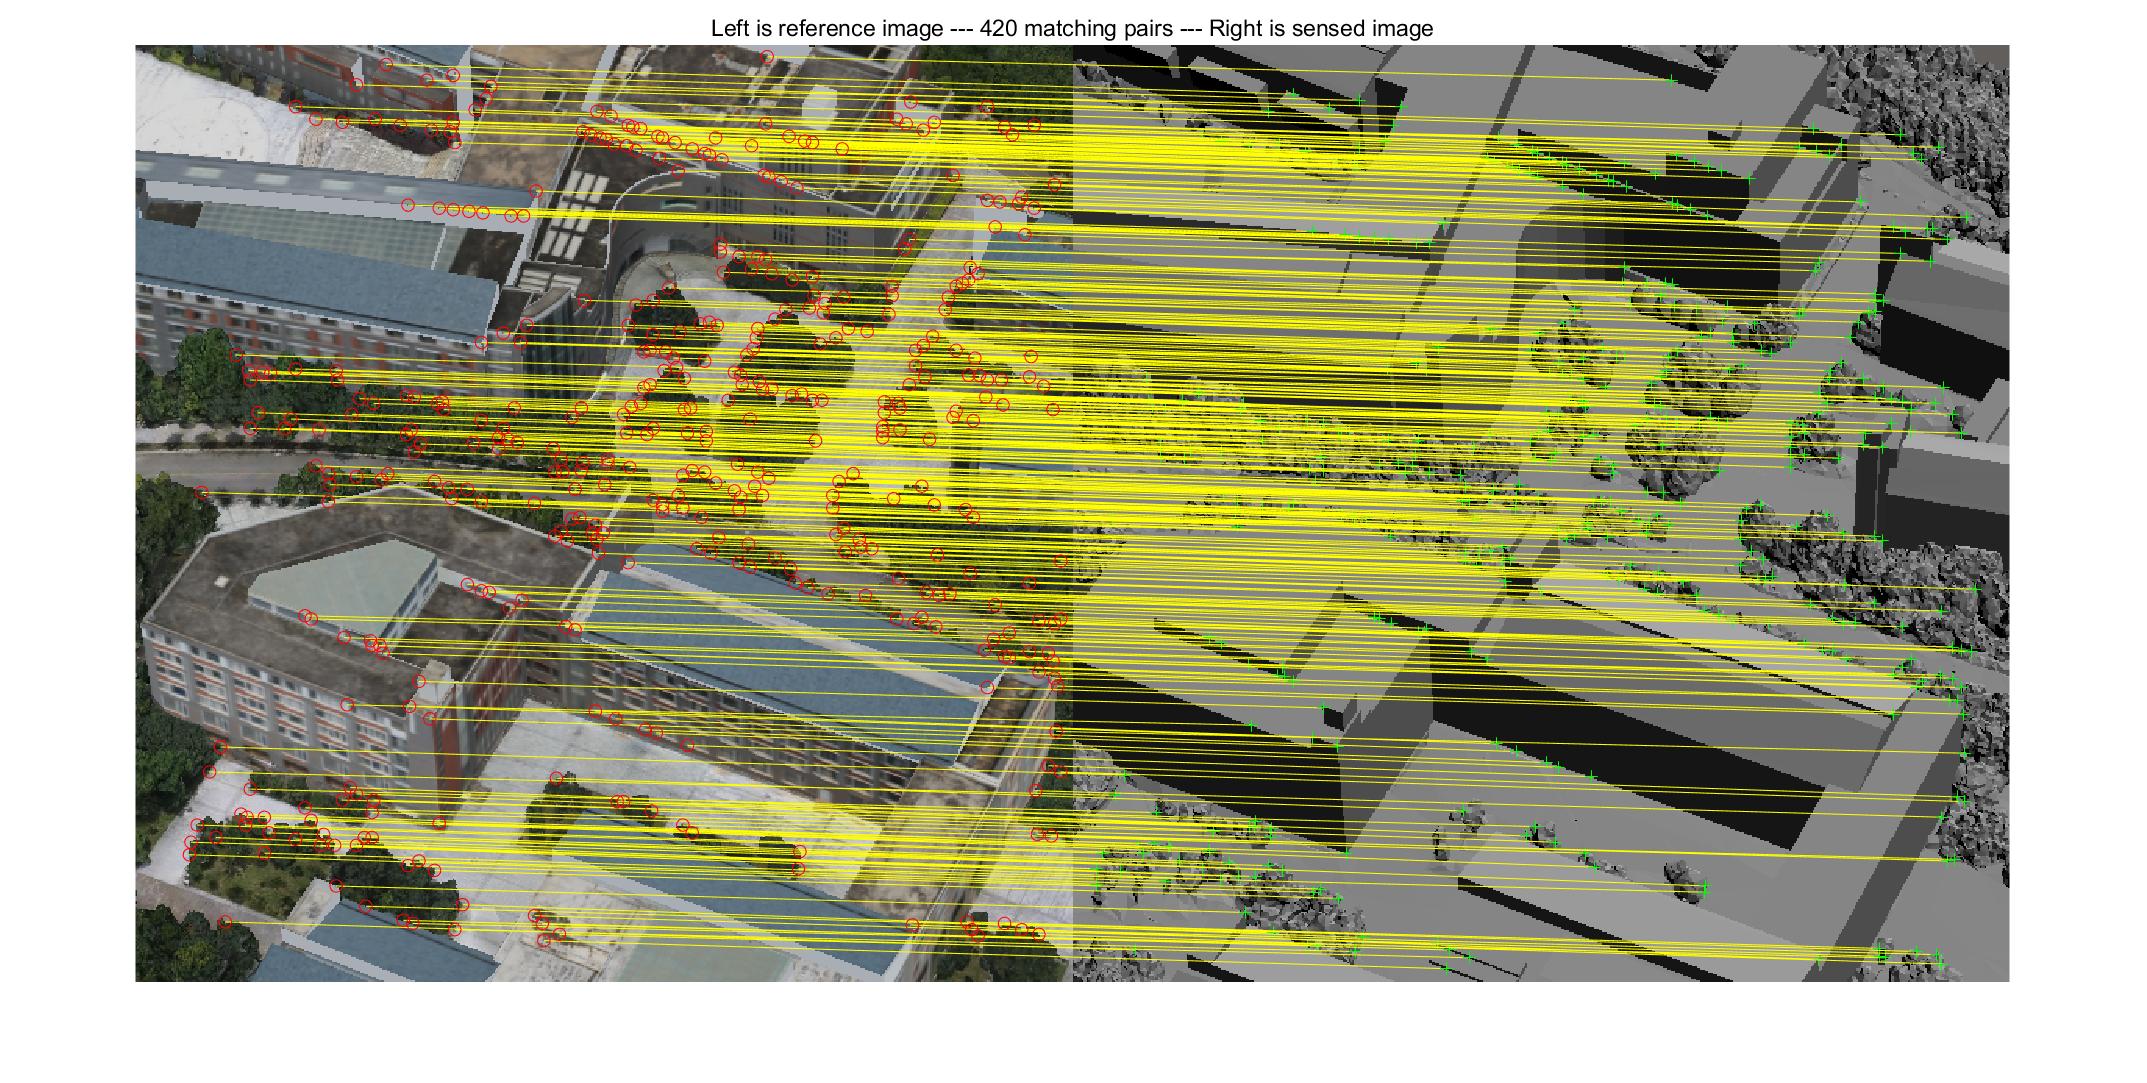 Left is reference image --- 420 matching pairs --- Right is sensed image